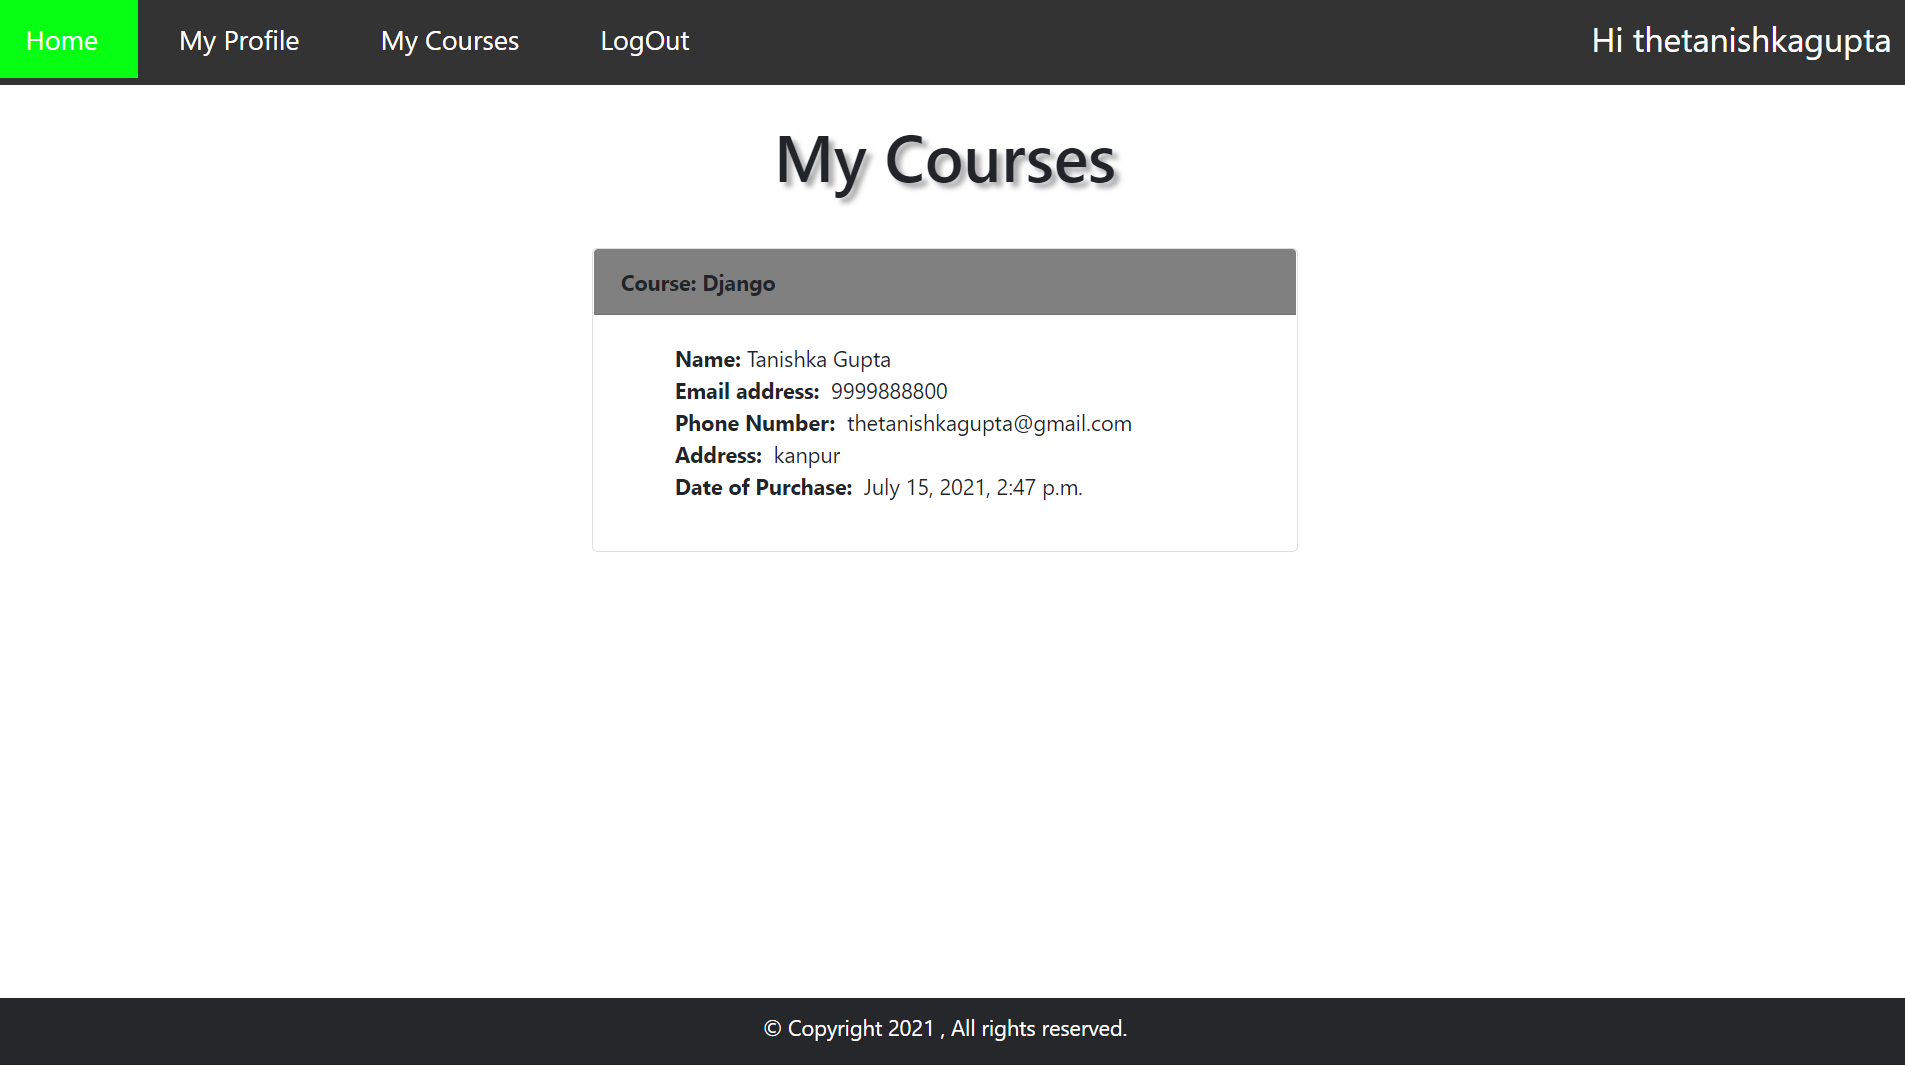 Home My Profile My Courses LogOut Hi thetanishkagupta
My Courses
Course: Django
Name: Tanishka Gupta
Email address: 9999888800
Phone Number: thetanishkagupta@gmail.com
Address: kanpur
Date of Purchase: July 15, 2021, 2:47 p.m.
© Copyright 2021 , All rights reserved.